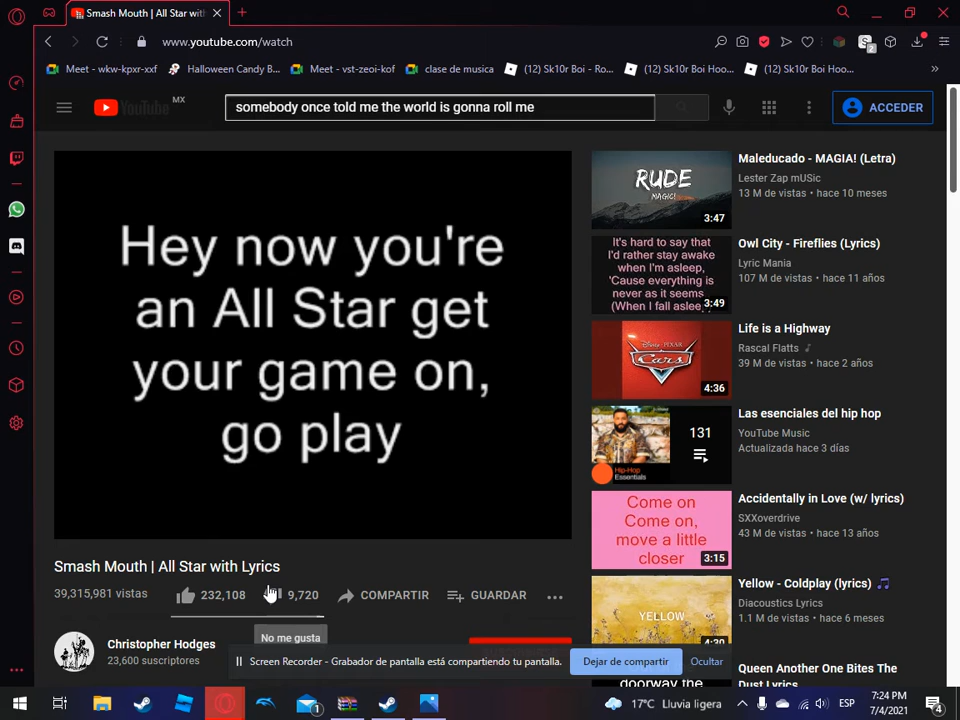 Smash Mouth | All Star with
www.youtube.com/watch
2
Meet - wkw-kpxr-xxf
Halloween Candy B...
Meet - vst-zeoi-kof
clase de musica
(12) Sk10r Boi - Ro...
(12) Sk10r Boi Hoo...
(12) Sk10r Boi Hoo...
YouTube MX
somebody once told me the world is gonna roll me
ACCEDER
Hey now you're
an All Star get
your game on,
go play
Smash Mouth | All Star with Lyrics
39,315,981 vistas
232,108
9,720
COMPARTIR
GUARDAR
No me gusta
Christopher Hodges
23,600 suscriptores
RUDE
MAGIC!
3:47
Maleducado - MAGIA! (Letra)
Lester Zap mUSic
13 M de vistas • hace 10 meses
It's hard to say that
I'd rather stay awake
when I'm asleep,
'Cause everything is
never as it seems
(When I fall asleep
3:49
Owl City - Fireflies (Lyrics)
Lyric Mania
107 M de vistas • hace 11 años
Disney PIXAR
Cars
4:36
Life is a Highway
Rascal Flatts
39 M de vistas • hace 2 años
Hip-Hop
Essentials
131
Las esenciales del hip hop
YouTube Music
Actualizada hace 3 días
Come on
Come on,
move a little
closer
3:15
Accidentally in Love (w/ lyrics)
SXXoverdrive
43 M de vistas • hace 13 años
YELLOW
4:30
Yellow - Coldplay (lyrics) 🎵
Diacoustics Lyrics
1.1 M de vistas • hace 6 meses
doorway the
Queen Another One Bites The
Dust Lyrics
Screen Recorder - Grabador de pantalla está compartiendo tu pantalla.
Dejar de compartir
Ocultar
1
17°C Lluvia ligera
ESP
7:24 PM
7/4/2021
4